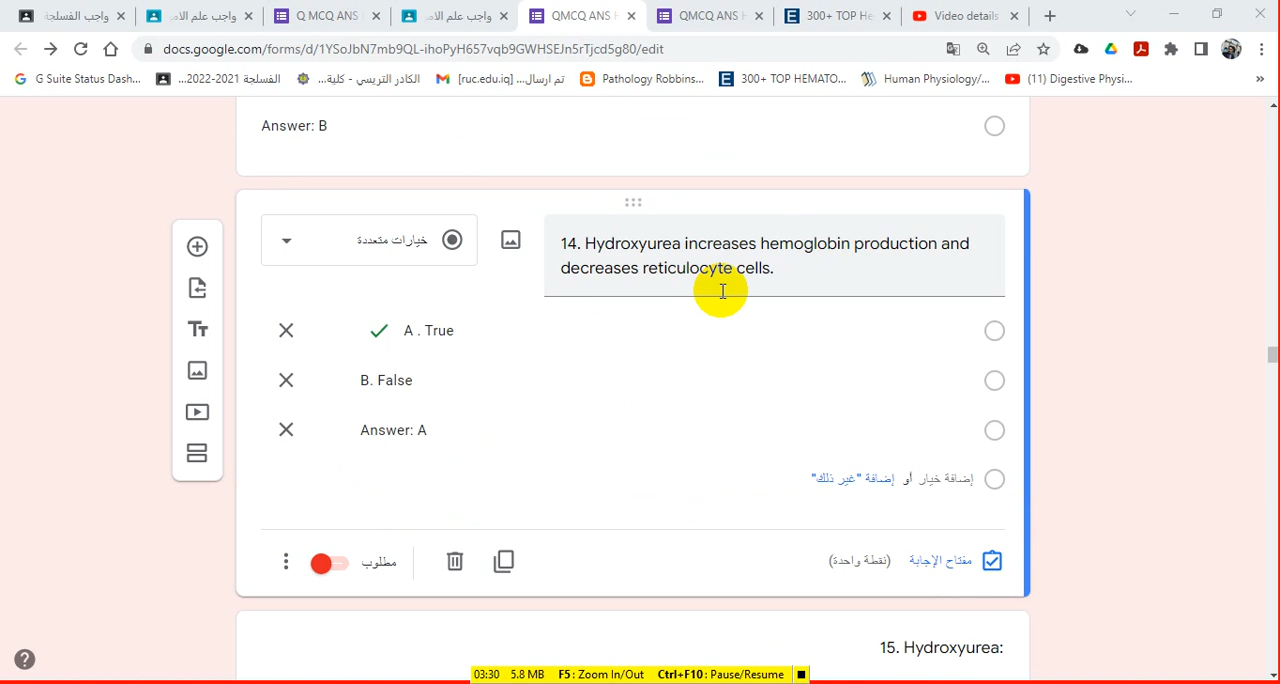 واجب الف
واجب علم الامر
Q MCQ ANS
واجب علم الامر
QMCQ ANS
QMCQ ANS
300+ TOP He
Video details
docs.google.com/forms/d/1YSoJbN7mb9QL-ihoPyH657vqb9GWHSEJn5rTjcd5g80/edit
G Suite Status Dash...
الفسلجة 2021-2022...
الكادر التريسي - كلية...
تم ارسال... [ruc.edu.iq]
Pathology Robbins...
300+ TOP HEMATO...
Human Physiology/...
(11) Digestive Physi...
»
Answer: B
خيارات متعددة
14. Hydroxyurea increases hemoglobin production and
decreases reticulocyte cells.
A . True
B. False
Answer: A
إضافة خيار أو إضافة "غير ذلك"
مفتاح الإجابة (نقطة واحدة)
مطلوب
15. Hydroxyurea:
03:30 5.8 MB F5: Zoom In/Out Ctrl+F10: Pause/Resume